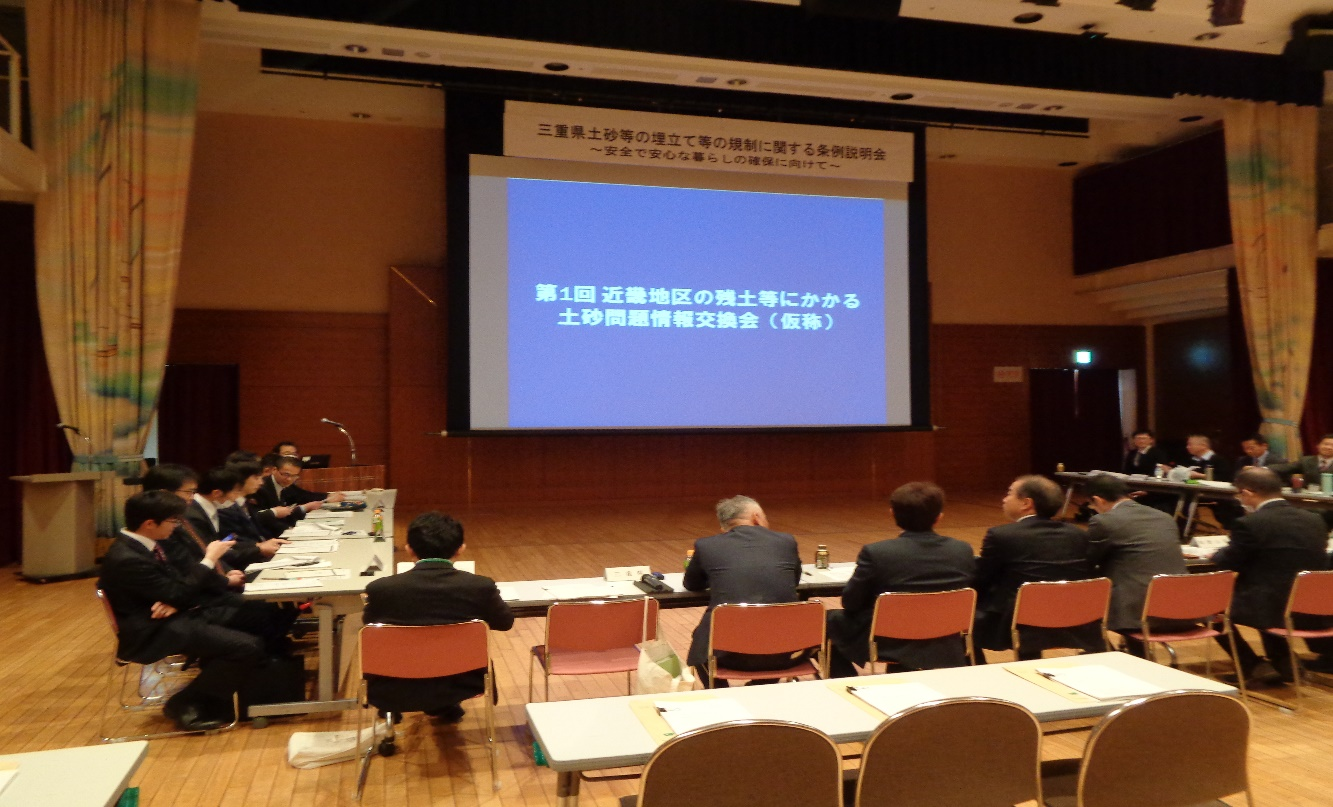 三重県土砂等の埋立て等の規制に関する条例説明会
～安全で安心な暮らしの確保に向けて～
第1回 近畿地区の残土等にかかる
土砂問題情報交換会（仮称）